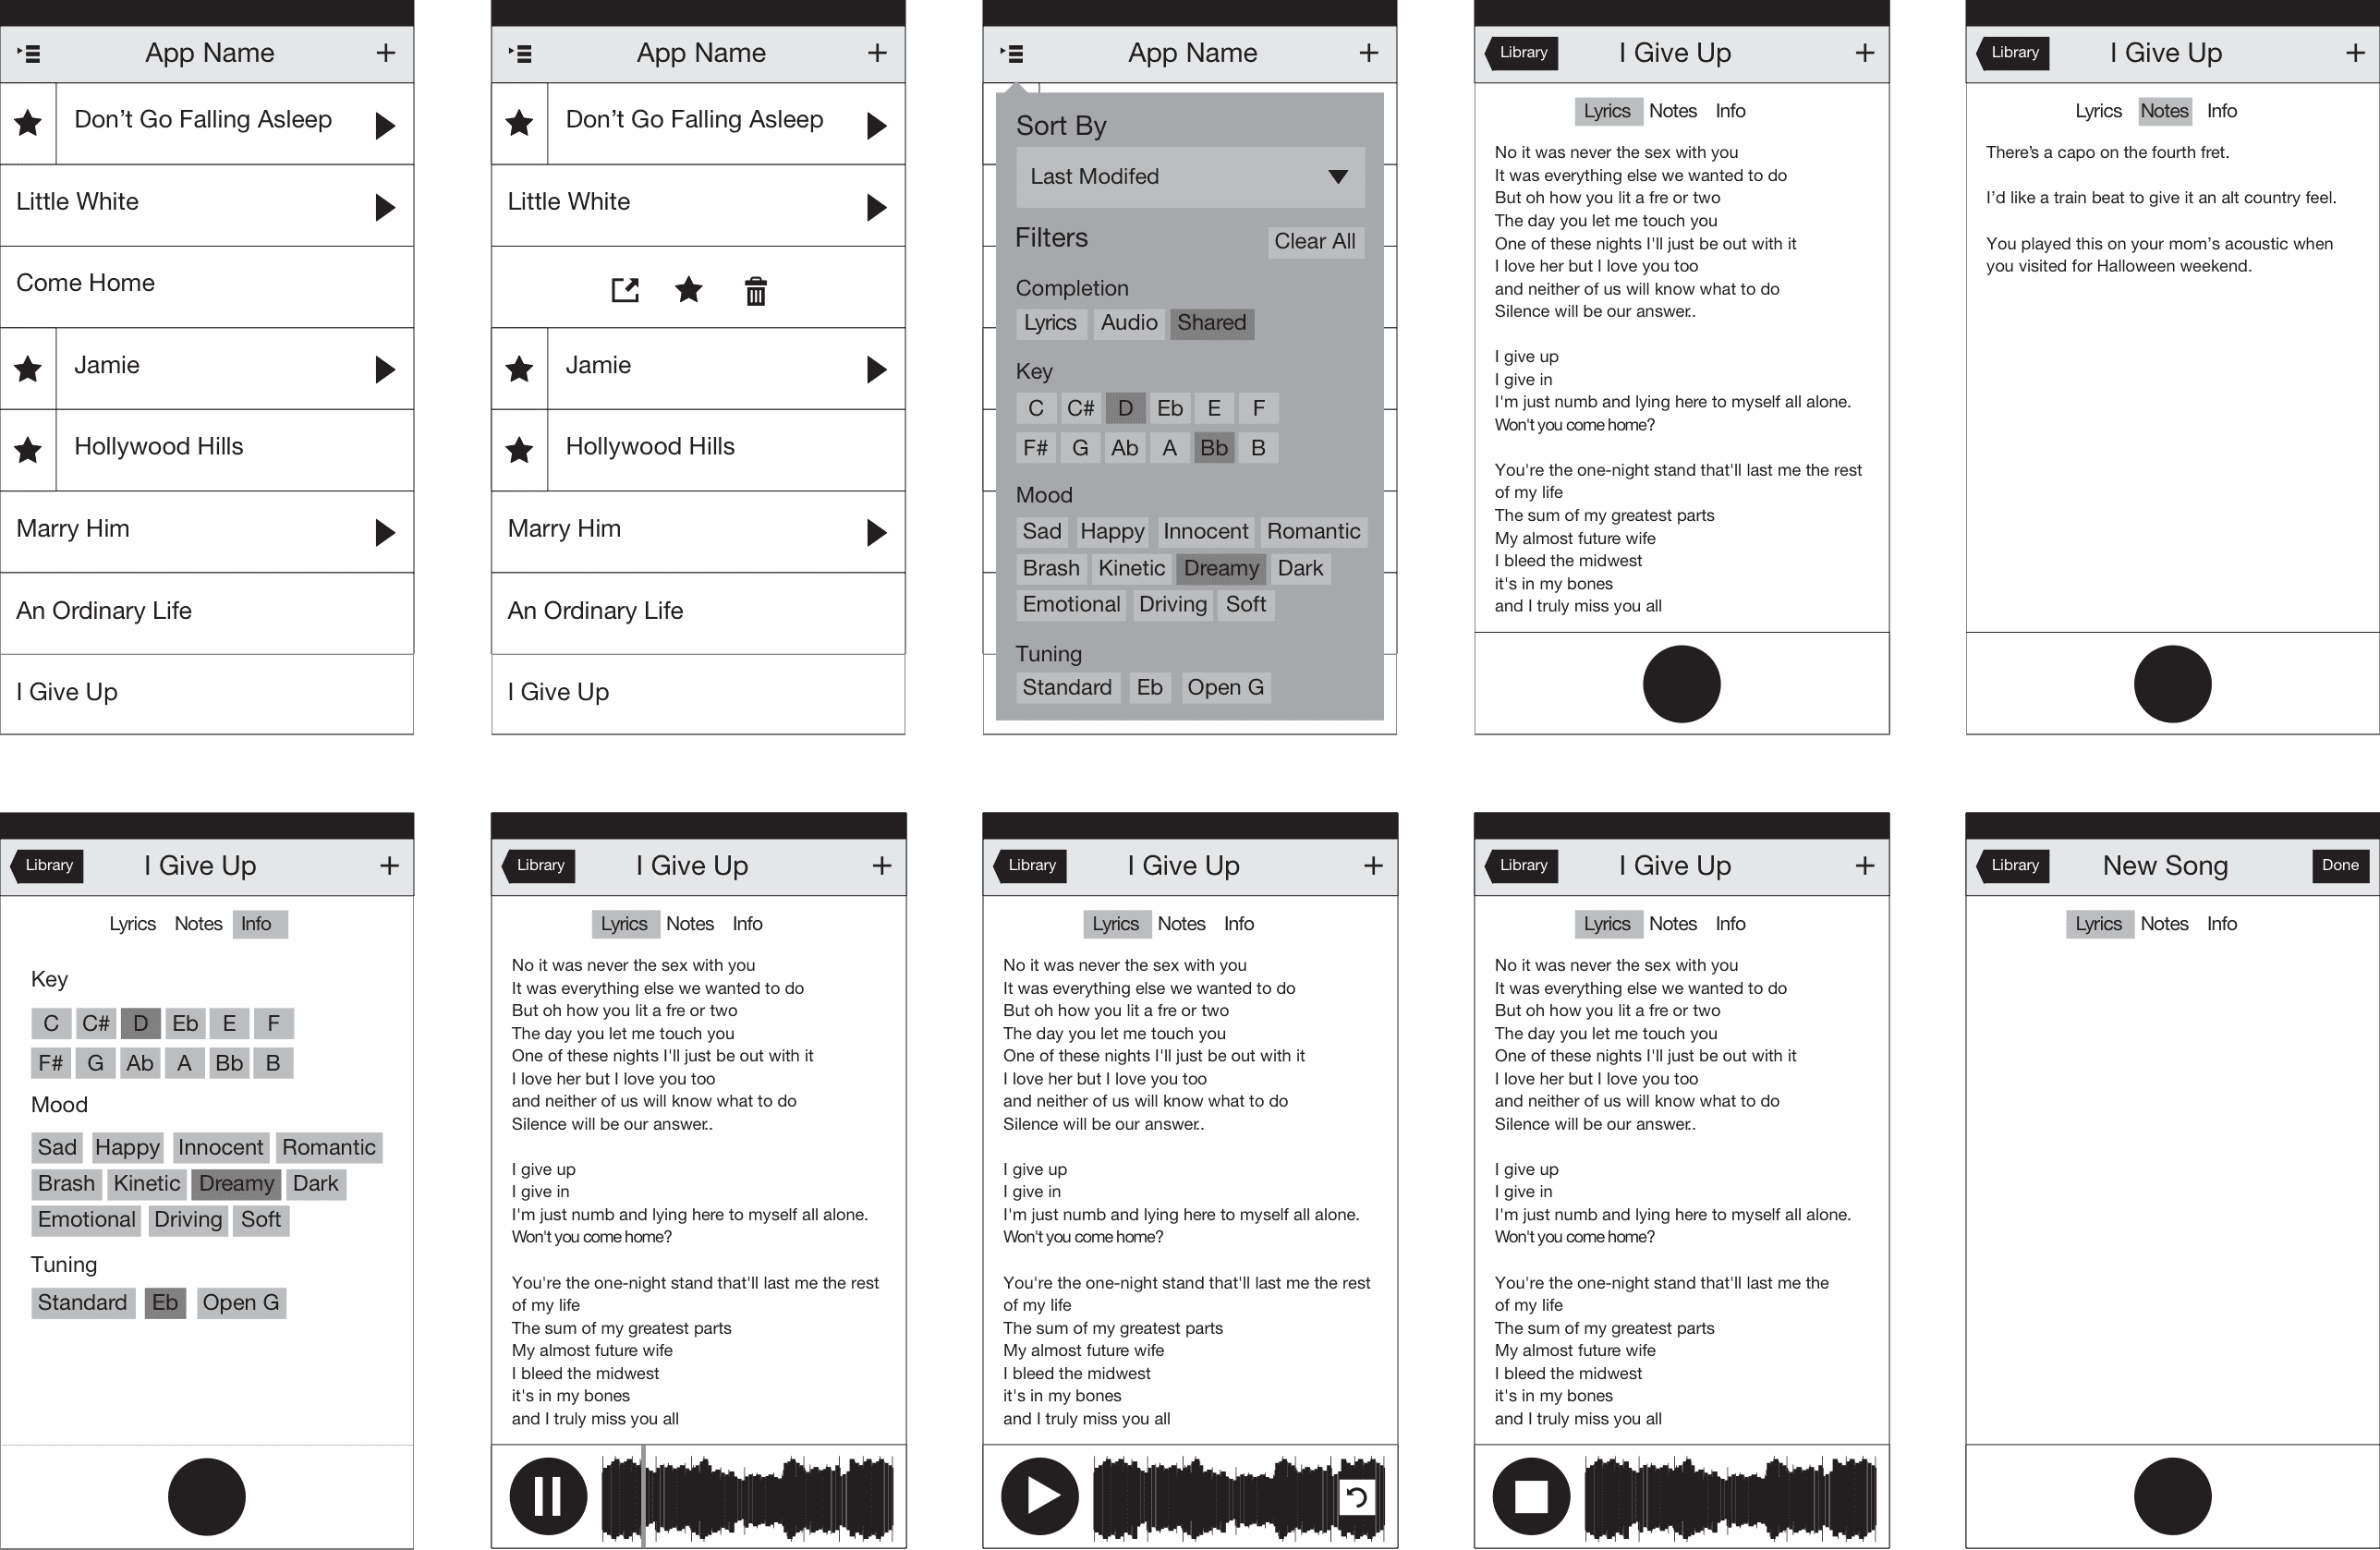 App Name
Don’t Go Falling Asleep
Little White
Come Home
Jamie
Hollywood Hills
Marry Him
An Ordinary Life
I Give Up
App Name
Don’t Go Falling Asleep
Little White
Jamie
Hollywood Hills
Marry Him
An Ordinary Life
I Give Up
App Name
Sort By
Last Modifed
Filters Clear All
Completion
Lyrics Audio Shared
Key
C C# D Eb E F
F# G Ab A Bb B
Mood
Sad Happy Innocent Romantic
Brash Kinetic Dreamy Dark
Emotional Driving Soft
Tuning
Standard Eb Open G
Library I Give Up
Lyrics Notes Info
No it was never the sex with you
It was everything else we wanted to do
But oh how you lit a fre or two
The day you let me touch you
One of these nights I'll just be out with it
I love her but I love you too
and neither of us will know what to do
Silence will be our answer..
I give up
I give in
I'm just numb and lying here to myself all alone.
Won't you come home?
You're the one-night stand that'll last me the rest
of my life
The sum of my greatest parts
My almost future wife
I bleed the midwest
it's in my bones
and I truly miss you all
Library I Give Up
Lyrics Notes Info
There’s a capo on the fourth fret.
I’d like a train beat to give it an alt country feel.
You played this on your mom’s acoustic when
you visited for Halloween weekend.
Library I Give Up
Lyrics Notes Info
Key
C C# D Eb E F
F# G Ab A Bb B
Mood
Sad Happy Innocent Romantic
Brash Kinetic Dreamy Dark
Emotional Driving Soft
Tuning
Standard Eb Open G
Library I Give Up
Lyrics Notes Info
No it was never the sex with you
It was everything else we wanted to do
But oh how you lit a fre or two
The day you let me touch you
One of these nights I'll just be out with it
I love her but I love you too
and neither of us will know what to do
Silence will be our answer..
I give up
I give in
I'm just numb and lying here to myself all alone.
Won't you come home?
You're the one-night stand that'll last me the rest
of my life
The sum of my greatest parts
My almost future wife
I bleed the midwest
it's in my bones
and I truly miss you all
Library I Give Up
Lyrics Notes Info
No it was never the sex with you
It was everything else we wanted to do
But oh how you lit a fre or two
The day you let me touch you
One of these nights I'll just be out with it
I love her but I love you too
and neither of us will know what to do
Silence will be our answer..
I give up
I give in
I'm just numb and lying here to myself all alone.
Won't you come home?
You're the one-night stand that'll last me the rest
of my life
The sum of my greatest parts
My almost future wife
I bleed the midwest
it's in my bones
and I truly miss you all
Library I Give Up
Lyrics Notes Info
No it was never the sex with you
It was everything else we wanted to do
But oh how you lit a fre or two
The day you let me touch you
One of these nights I'll just be out with it
I love her but I love you too
and neither of us will know what to do
Silence will be our answer..
I give up
I give in
I'm just numb and lying here to myself all alone.
Won't you come home?
You're the one-night stand that'll last me the
of my life
The sum of my greatest parts
My almost future wife
I bleed the midwest
it's in my bones
and I truly miss you all
Library New Song Done
Lyrics Notes Info